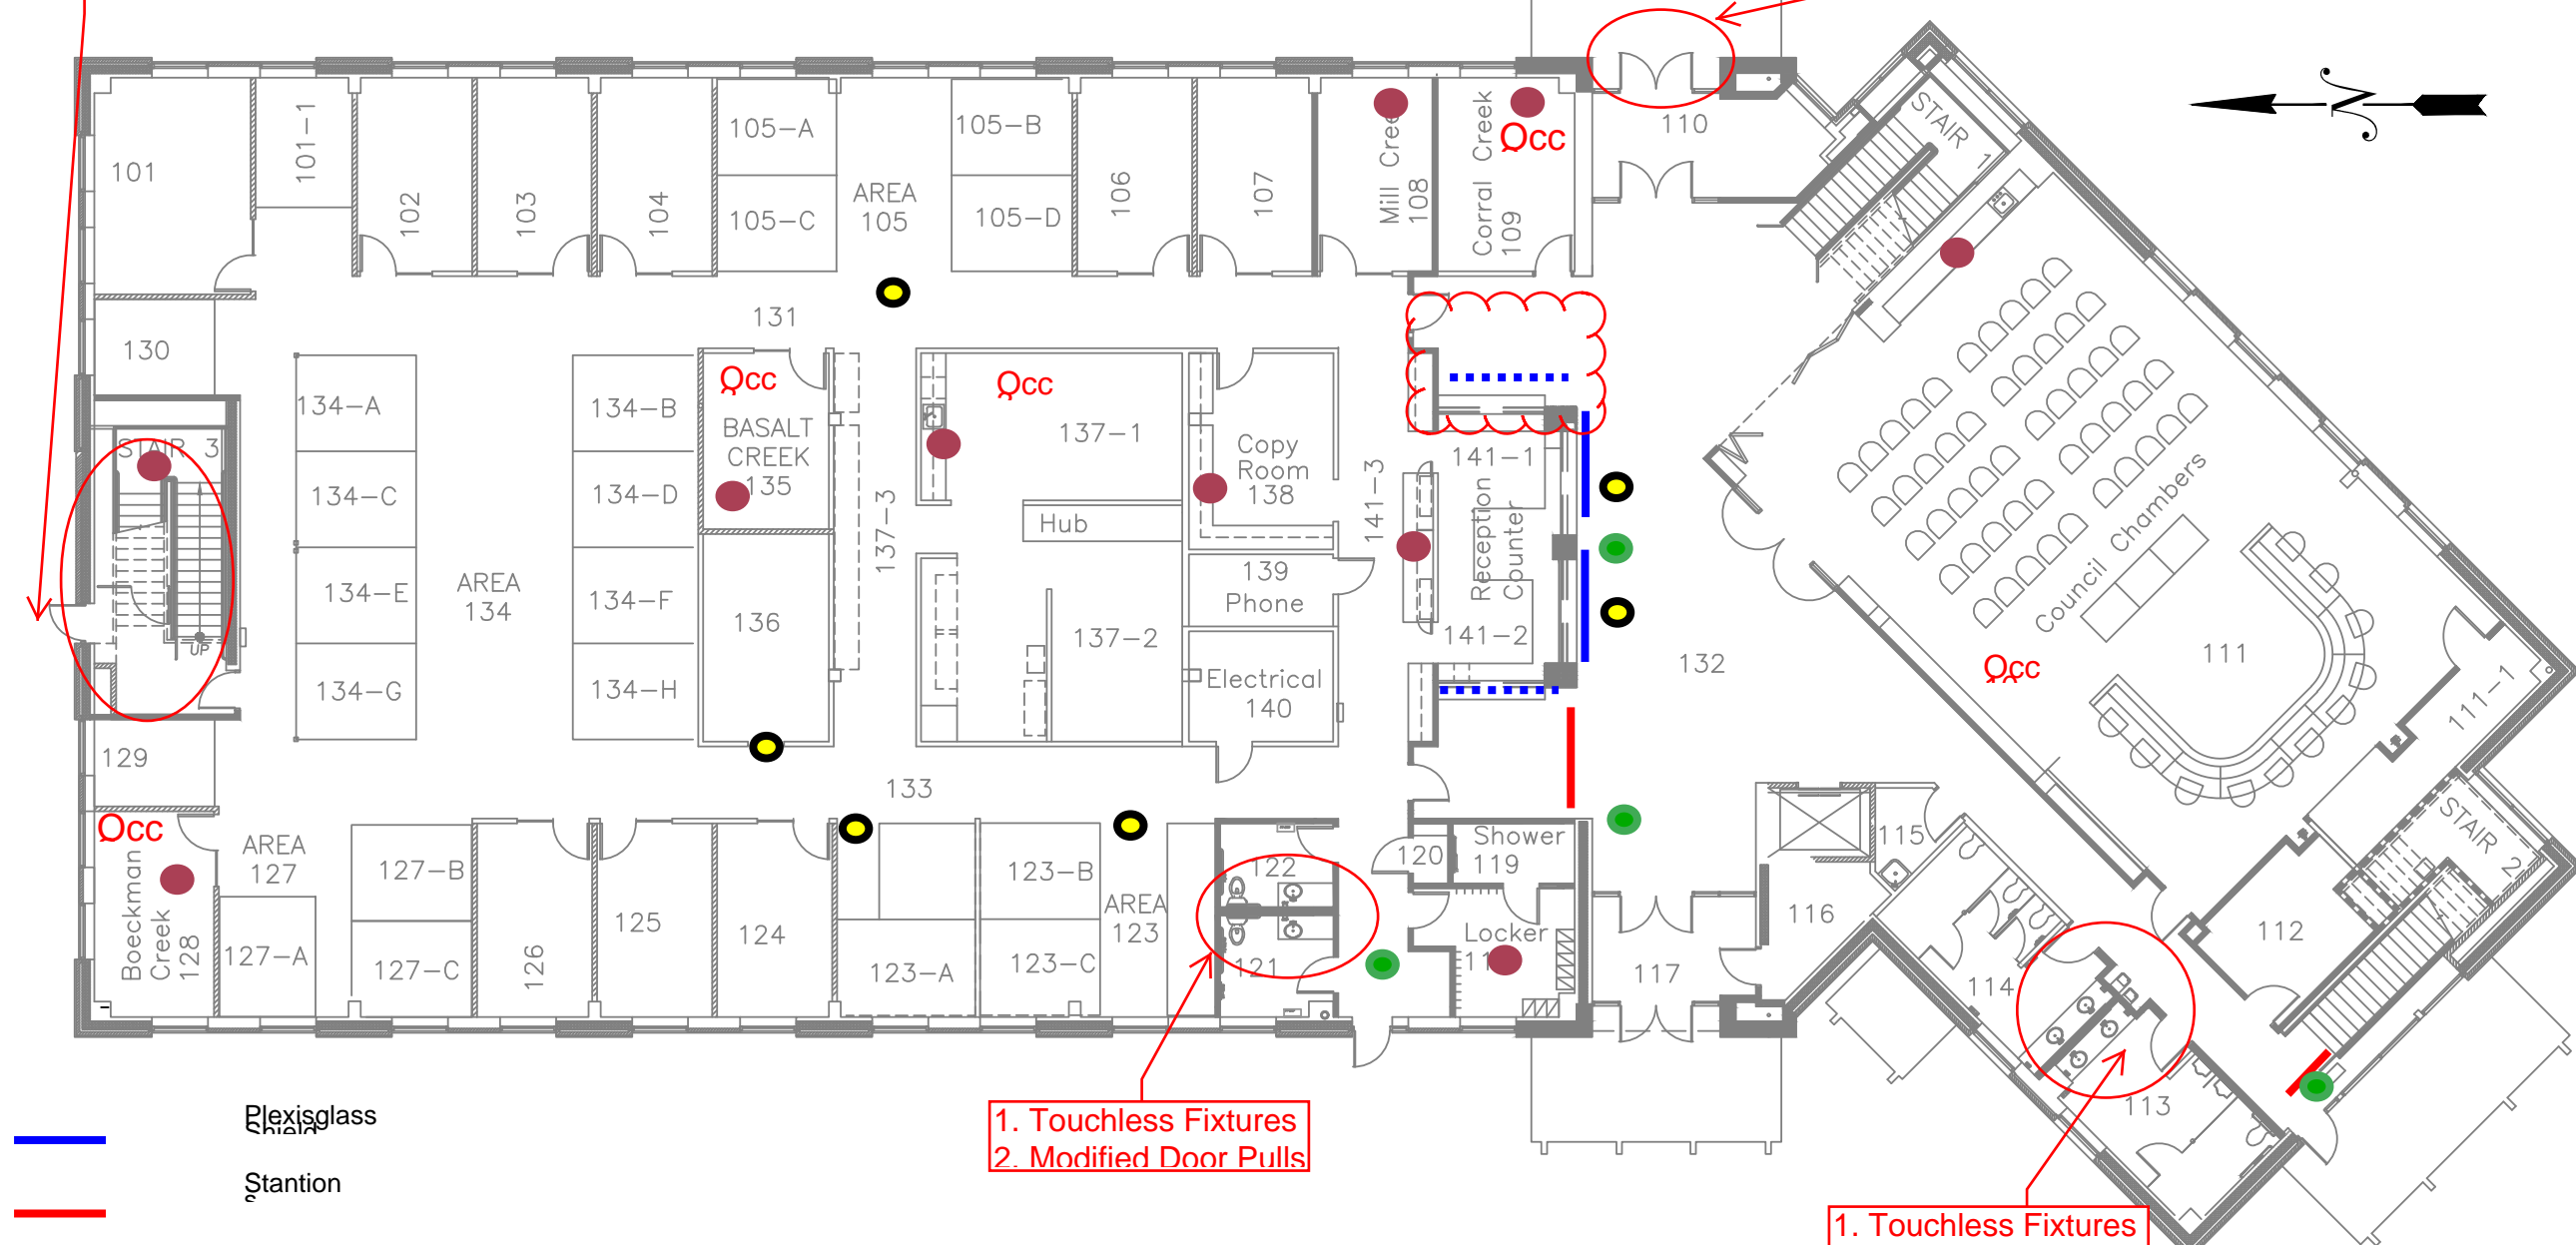 101
101-1
102
103
104
105-A
105-B
105-C
105-D
AREA
105
106
107
Mill Creek
108
Corral Creek
109
Occ
110
STAIR 1
N
130
131
134-A
134-B
134-C
134-D
134-E
134-F
134-G
134-H
AREA
134
STAIR 3
UP
Occ
BASALT
CREEK
135
136
137-3
Occ
137-1
Hub
137-2
Copy
Room
138
139
Phone
Electrical
140
141-3
141-1
Reception
Counter
141-2
132
Council Chambers
111
Occ
111-1
STAIR 2
112
129
133
Occ
Boeckman
Creek
128
AREA
127
127-A
127-B
127-C
126
125
124
123-A
123-B
123-C
AREA
123
122
121
120
Shower
119
Locker
117
115
116
114
113
Plexisglass
Shield
Stantion
s
1. Touchless Fixtures
2. Modified Door Pulls
1. Touchless Fixtures